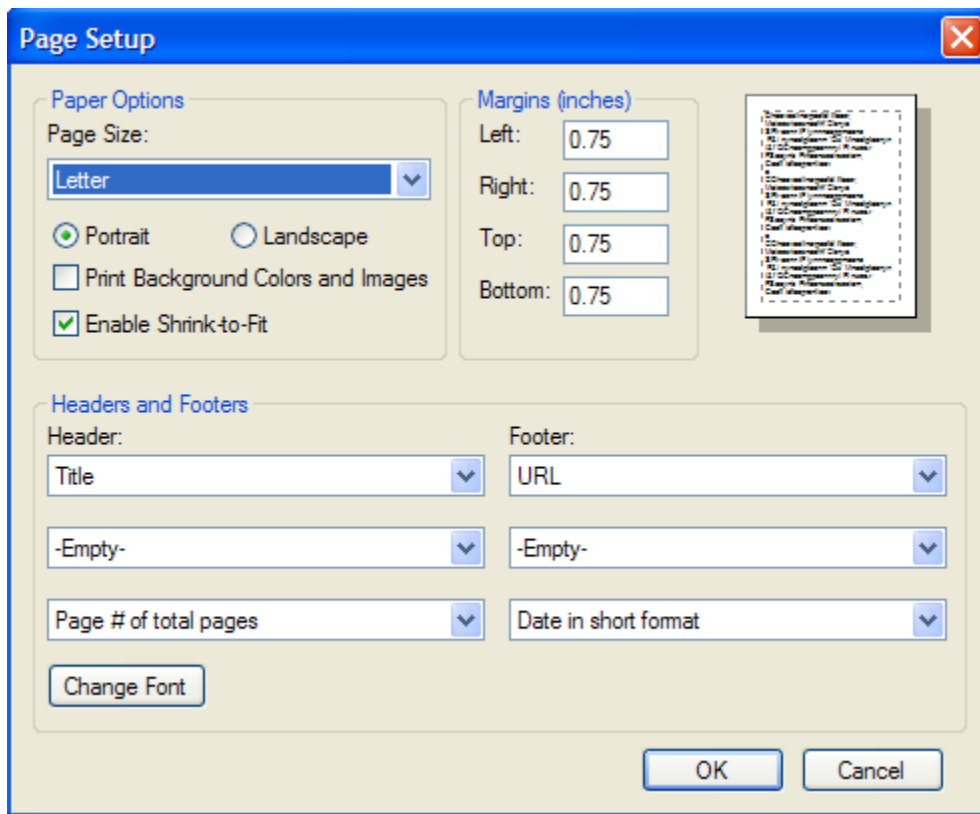 Page Setup
Paper Options
Page Size:
Letter
Portrait
Landscape
Print Background Colors and Images
Enable Shrink-to-Fit
Margins (inches)
Left: 0.75
Right: 0.75
Top: 0.75
Bottom: 0.75
Headers and Footers
Header:
Footer:
Title
URL
-Empty-
-Empty-
Page # of total pages
Date in short format
Change Font
OK
Cancel